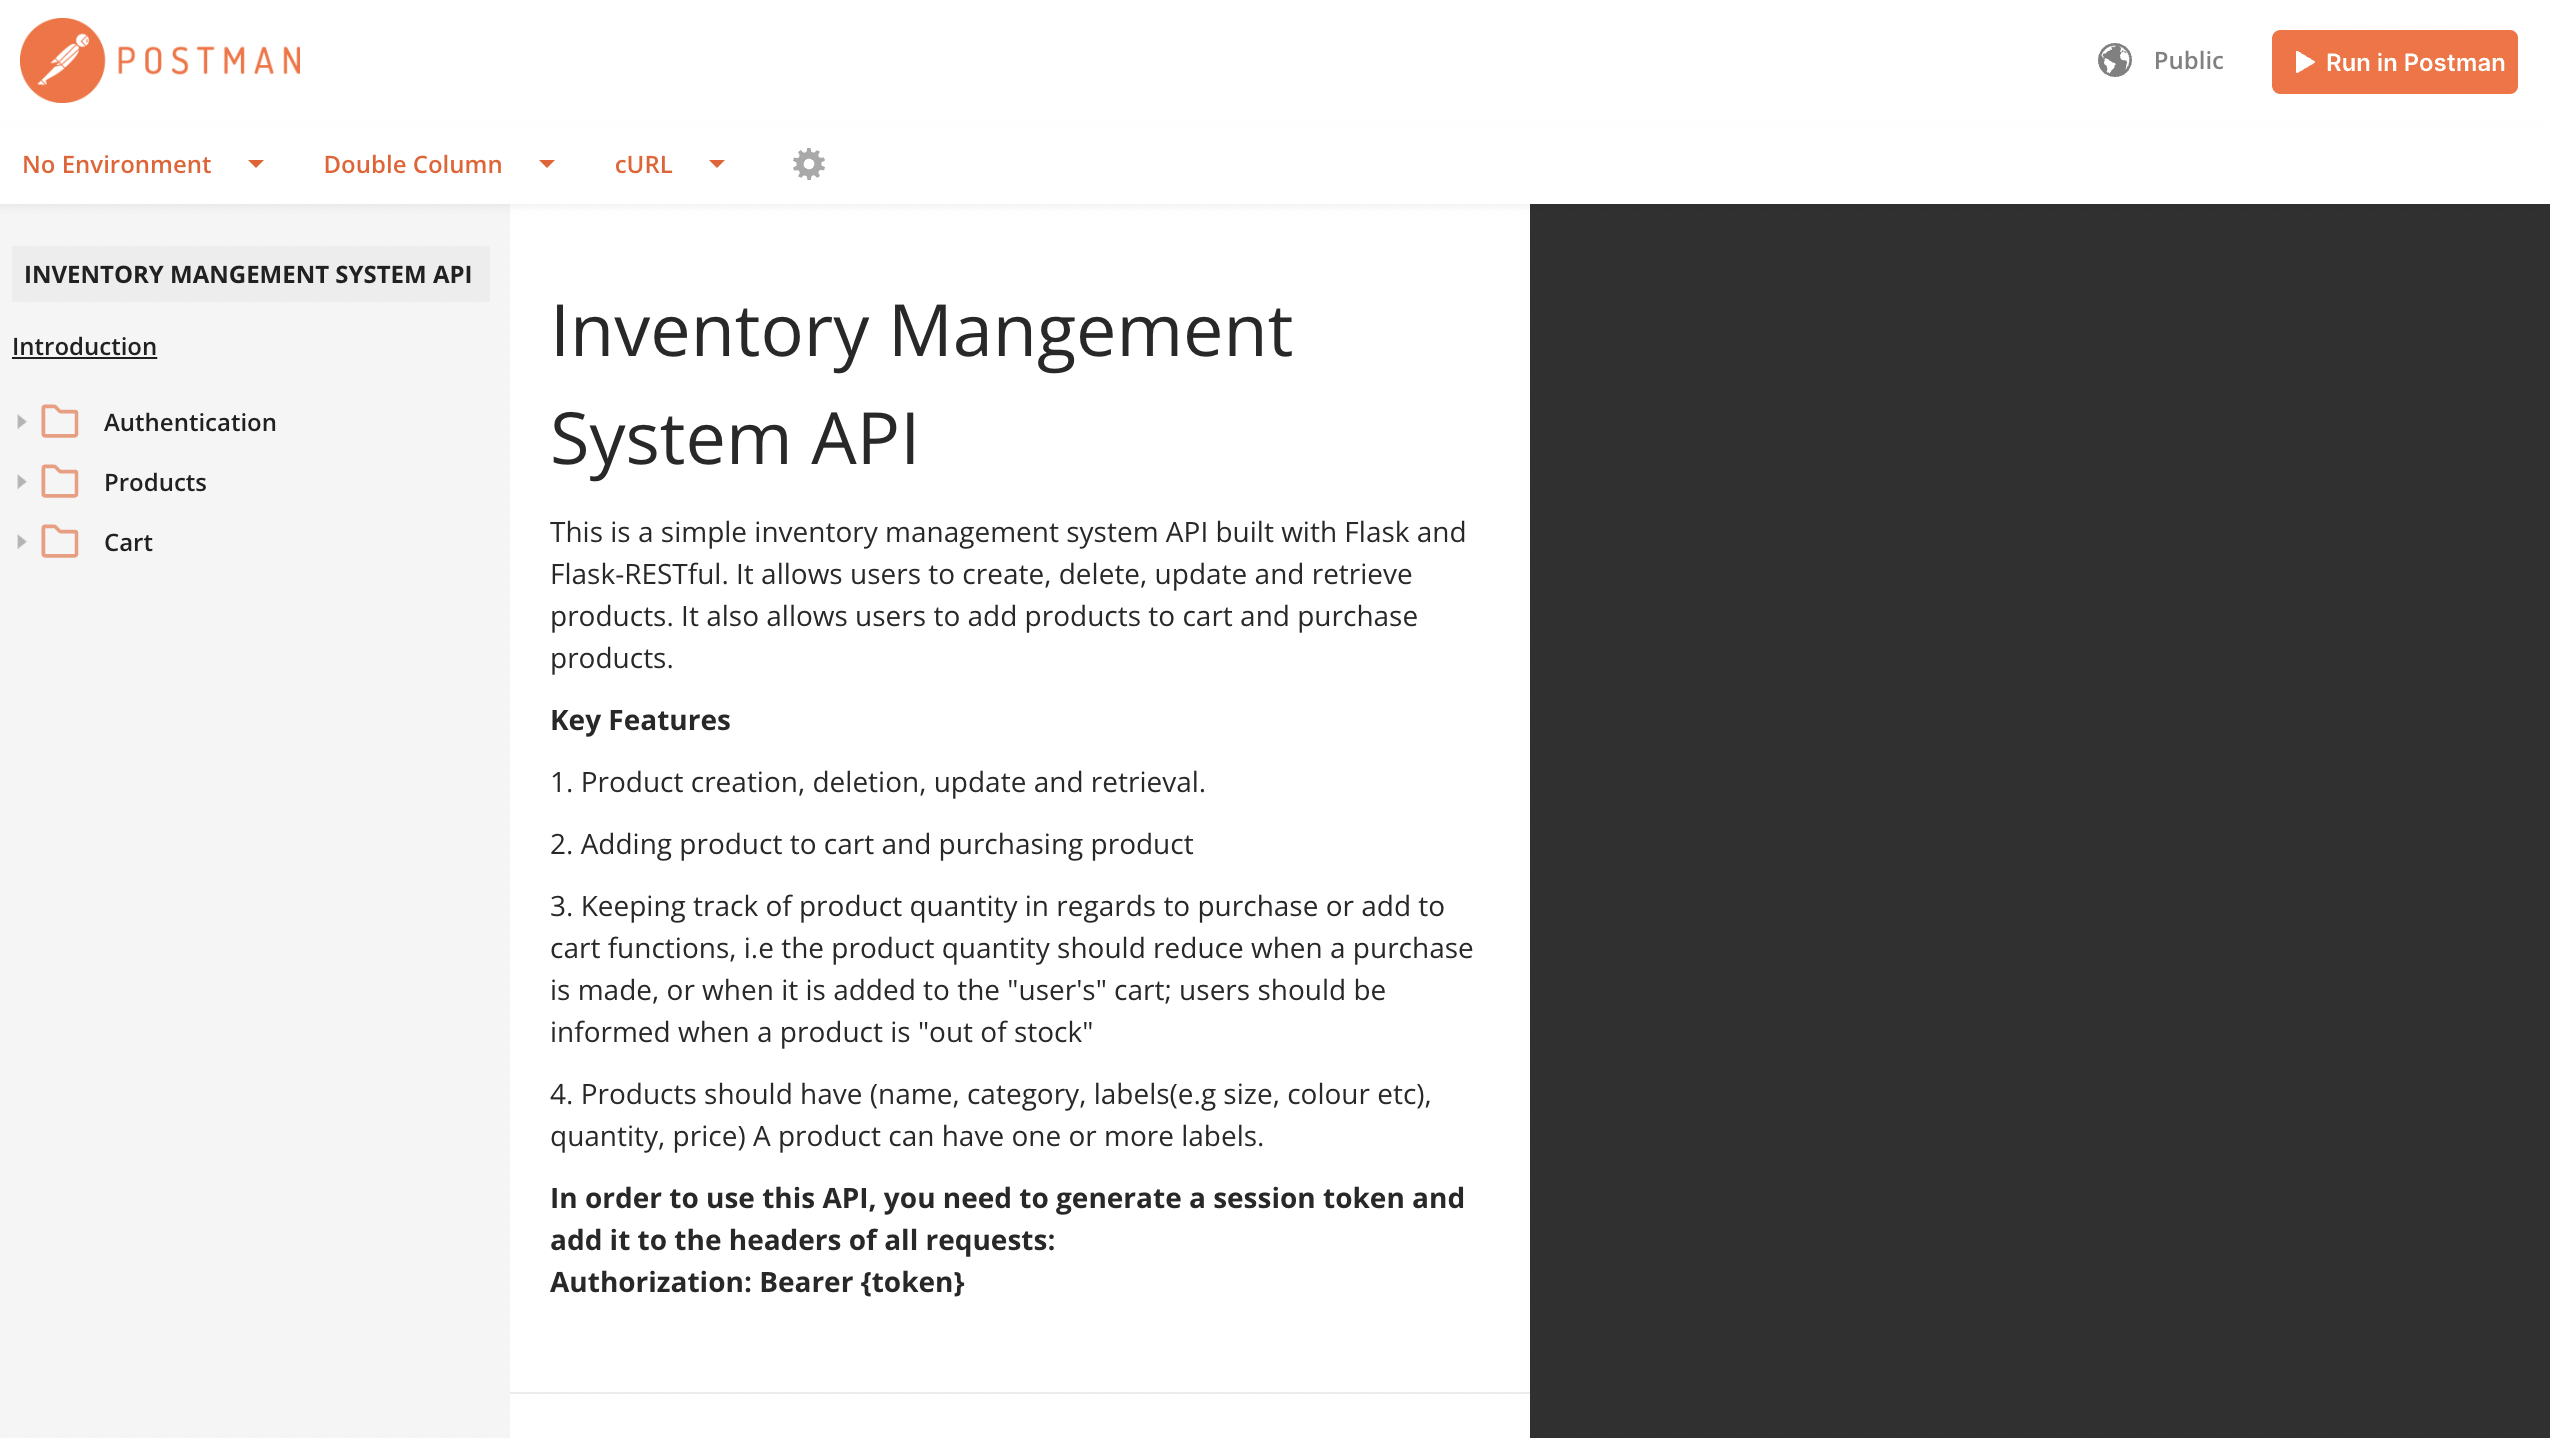 POSTMAN
Public
Run in Postman
No Environment
Double Column
cURL
INVENTORY MANGEMENT SYSTEM API
Introduction
Authentication
Products
Cart
Inventory Mangement
System API
This is a simple inventory management system API built with Flask and
Flask-RESTful. It allows users to create, delete, update and retrieve
products. It also allows users to add products to cart and purchase
products.
Key Features
1. Product creation, deletion, update and retrieval.
2. Adding product to cart and purchasing product
3. Keeping track of product quantity in regards to purchase or add to
cart functions, i.e the product quantity should reduce when a purchase
is made, or when it is added to the "user's" cart; users should be
informed when a product is "out of stock"
4. Products should have (name, category, labels(e.g size, colour etc),
quantity, price) A product can have one or more labels.
In order to use this API, you need to generate a session token and
add it to the headers of all requests:
Authorization: Bearer {token}